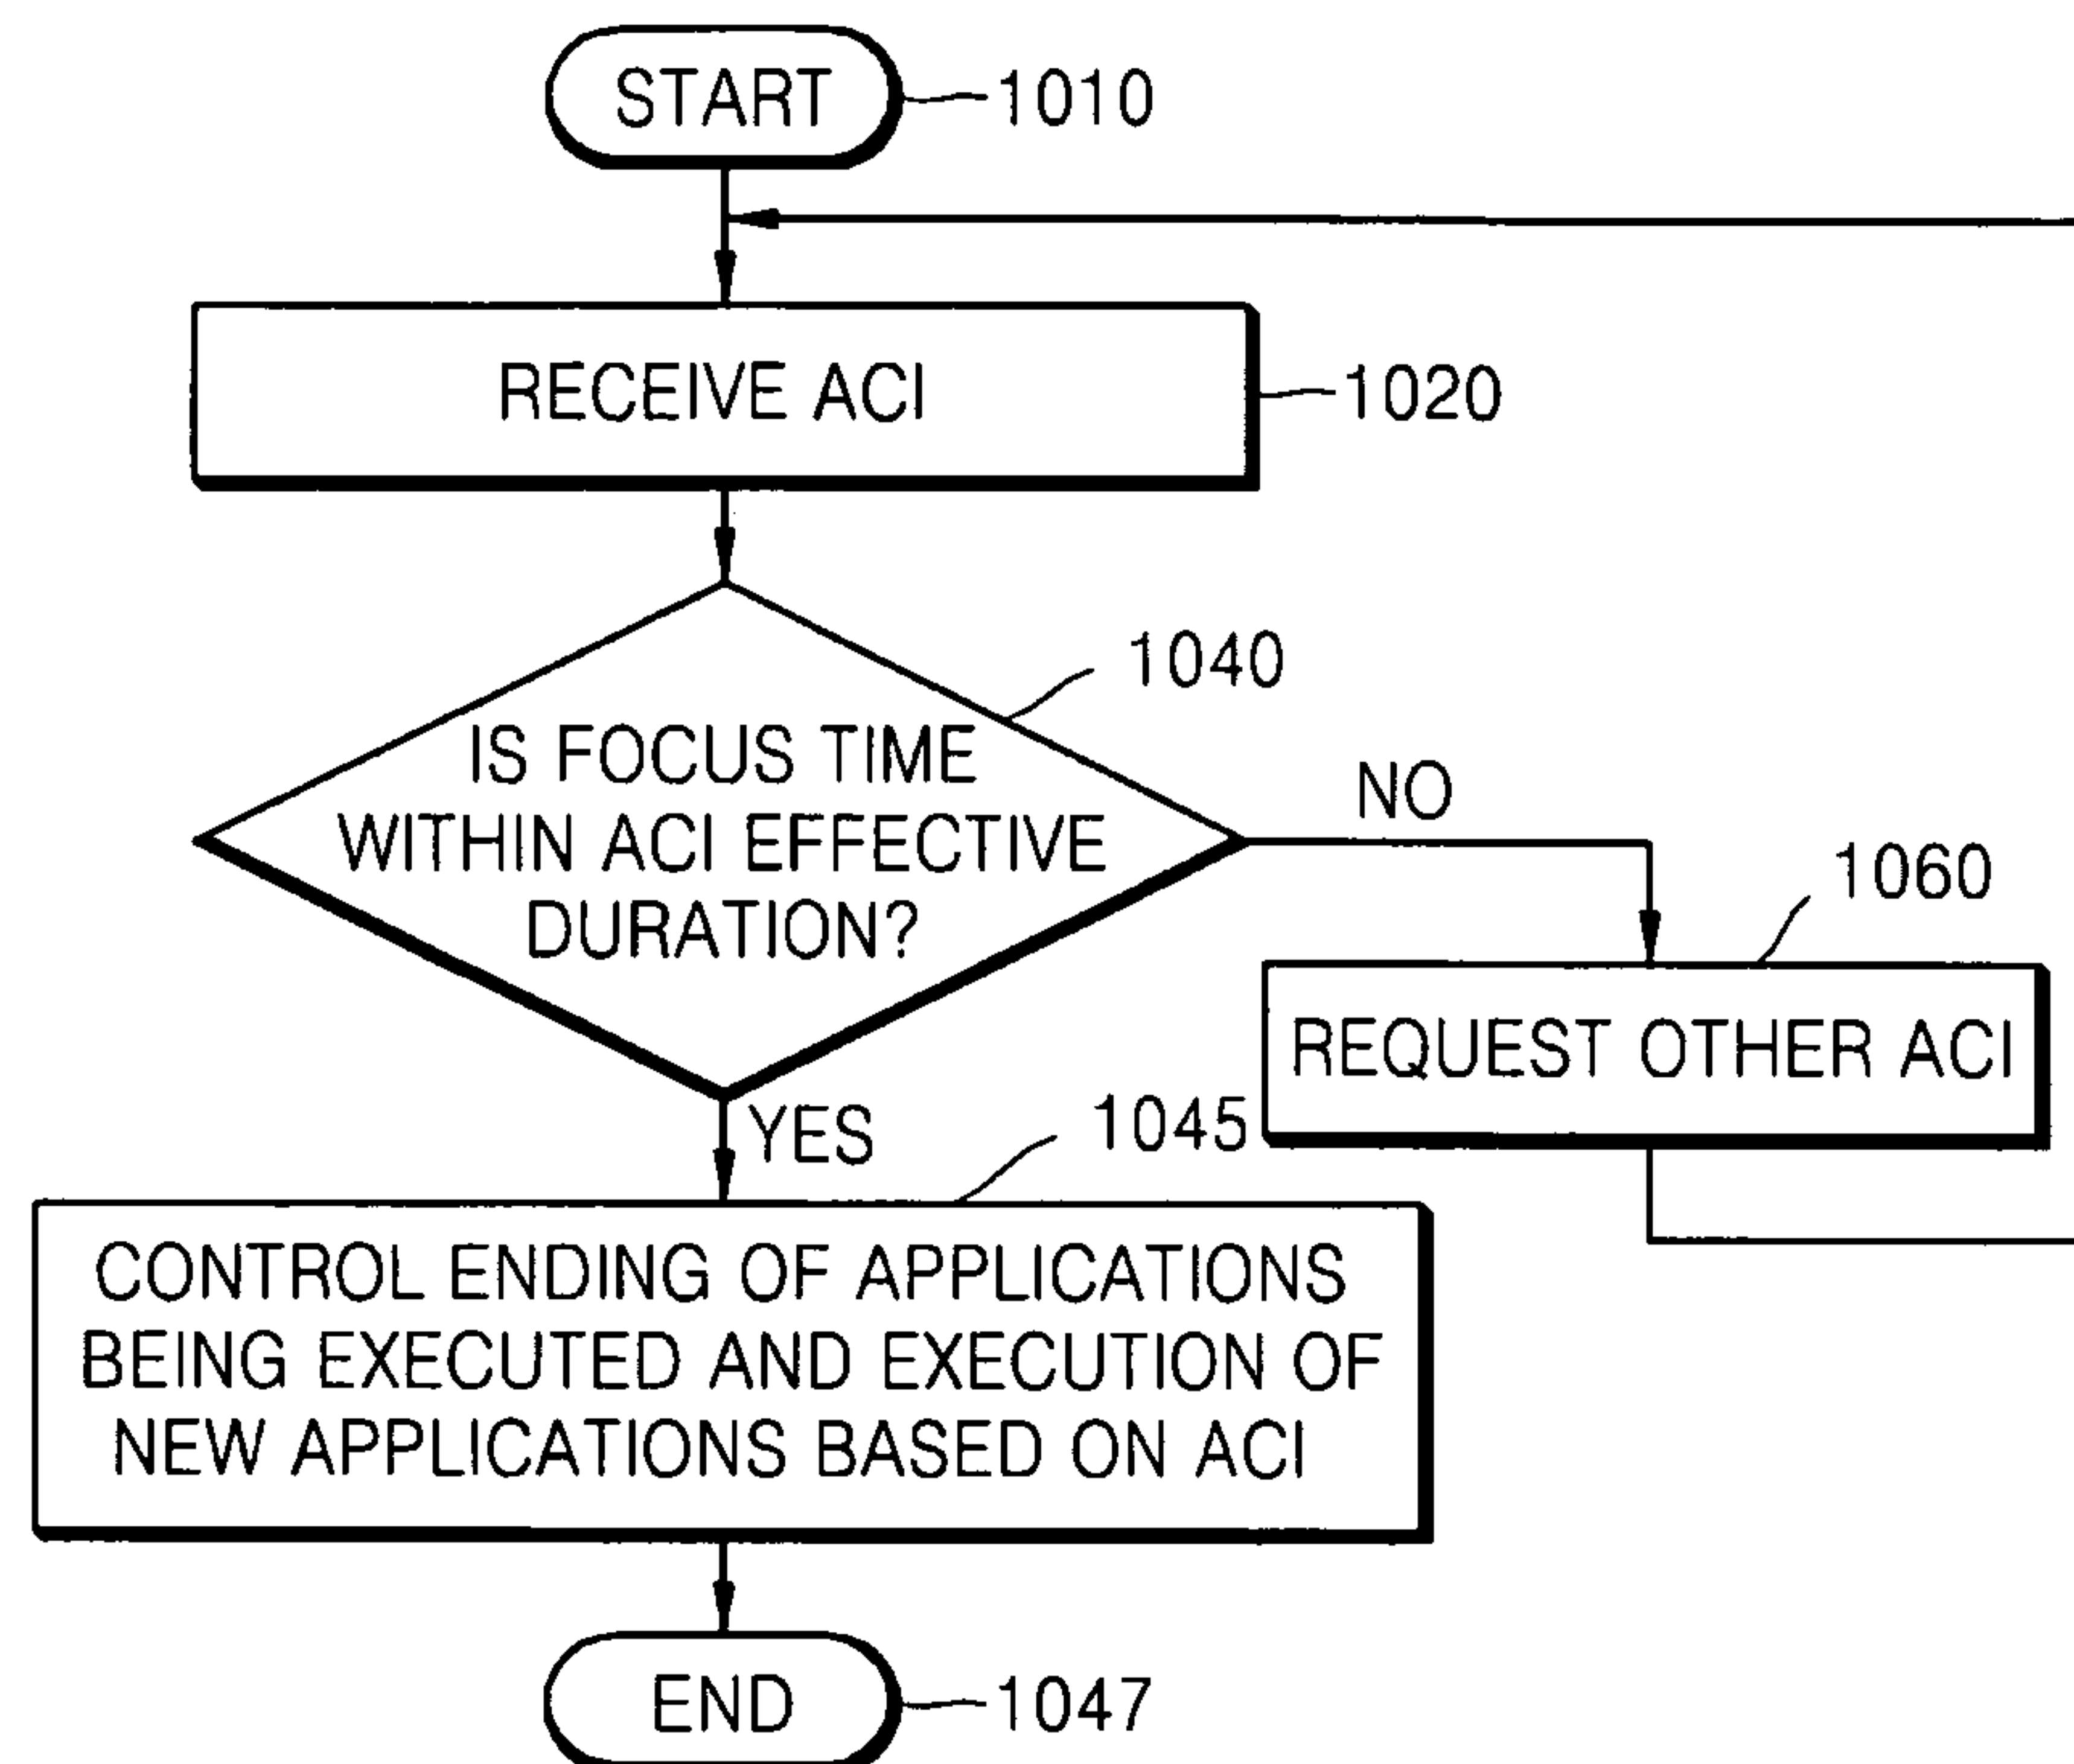 START
1010
RECEIVE ACI
1020
1040
IS FOCUS TIME
WITHIN ACI EFFECTIVE
DURATION?
NO
1060
REQUEST OTHER ACI
YES
1045
CONTROL ENDING OF APPLICATIONS
BEING EXECUTED AND EXECUTION OF
NEW APPLICATIONS BASED ON ACI
END
1047